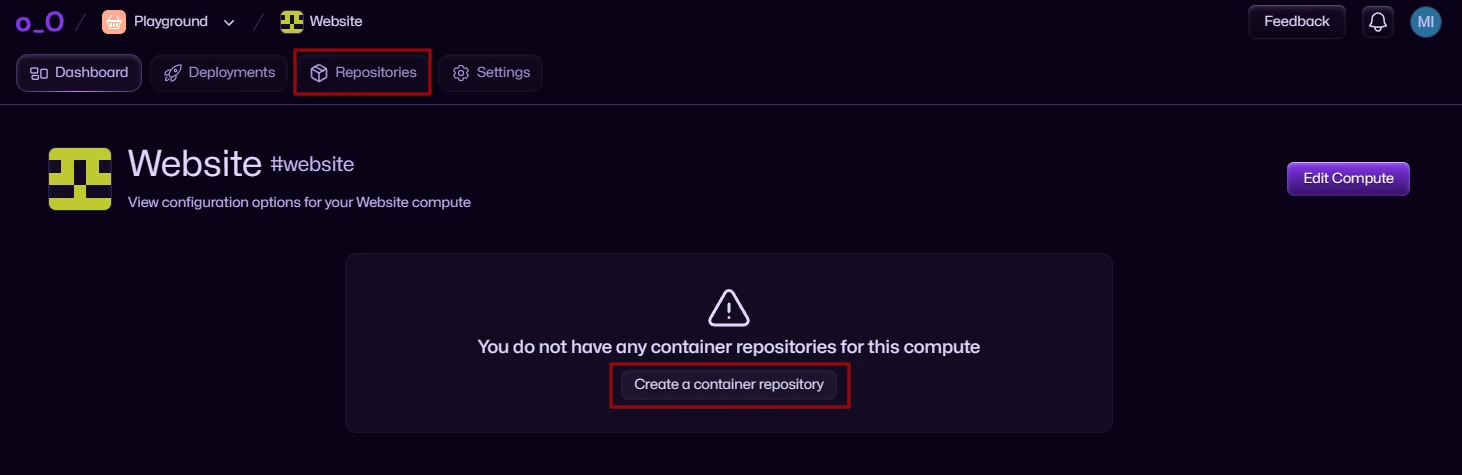 o_O / Playground / Website Feedback MI
Dashboard Deployments Repositories Settings
Website #website
View configuration options for your Website compute
Edit Compute
You do not have any container repositories for this compute
Create a container repository